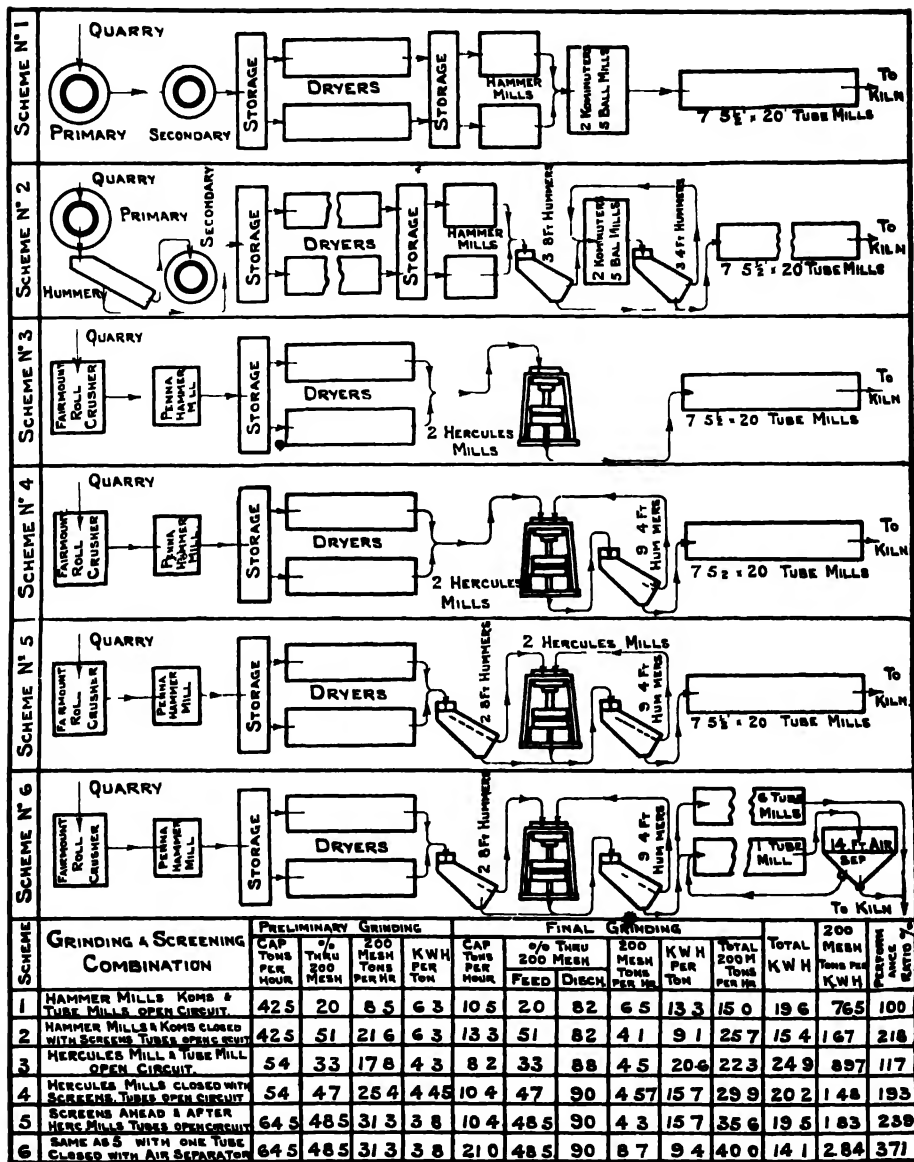 SCHEME Nº 1
QUARRY
PRIMARY
SECONDARY
STORAGE
DRYERS
STORAGE
HAMMER
MILLS
2 KOMINUTERS
5 BALL MILLS
7 5½' × 20' TUBE MILLS
TO
KILN
SCHEME Nº 2
QUARRY
PRIMARY
HUMMER
SECONDARY
STORAGE
DRYERS
STORAGE
HAMMER
MILLS
3 8FT HUMMERS
2 KOMINUTERS
5 BAL MILLS
3 4 FT HUMMERS
7 5½' × 20' TUBE MILLS
TO
KILN
SCHEME Nº 3
QUARRY
FAIRMOUNT
ROLL
CRUSHER
PENNA
HAMMER
MILL
STORAGE
DRYERS
2 HERCULES
MILLS
7 5½ × 20 TUBE MILLS
TO
KILN
SCHEME Nº 4
QUARRY
FAIRMOUNT
ROLL
CRUSHER
PENNA
HAMMER
MILL.
STORAGE
DRYERS
2 HERCULES
MILLS
9 4 FT
HUMMERS
7 5 2 × 20 TUBE MILLS
TO
KILN
SCHEME Nº 5
QUARRY
FAIRMOUNT
ROLL
CRUSHER
PENNA
HAMMER
MILL
STORAGE
DRYERS
2 8FT HUMMERS
2 HERCULES MILLS
9 4 FT
HUMMERS
7 5½' × 20 TUBE MILLS
TO
KILN
SCHEME Nº 6
QUARRY
FAIRMOUNT
ROLL
CRUSHER
PENNA
HAMMER
MILL
STORAGE
DRYERS
2 8FT HUMMERS
9 4 FT
HUMMERS
6 TUBE
MILLS
1 TUBE
MILL
14 FT AIR
SEP
TO KILN
SCHEME GRINDING & SCREENING COMBINATION PRELIMINARY GRINDING FINAL GRINDING TOTAL KWH 200 MESH TONS PER KWH PERFORMANCE RATIO %
CAP TONS PER HOUR % THRU 200 MESH 200 MESH TONS PER HR KWH PER TON CAP TONS PER HOUR % THRU 200 MESH FEED DISCH 200 MESH TONS PER HR KWH PER TON TOTAL 200M TONS PER HR
1 HAMMER MILLS KOMS & TUBE MILLS OPEN CIRCUIT. 42 5 20 8 5 6 3 10 5 20 82 6 5 13 3 15 0 19 6 765 100
2 HAMMER MILLS & KOMS CLOSED WITH SCREENS TUBES OPEN CRCUIT 42 5 51 21 6 6 3 13 3 51 82 4 1 9 1 25 7 15 4 1 67 218
3 HERCULES MILL & TUBE MILL OPEN CIRCUIT. 54 33 17 8 4 3 8 2 33 88 4 5 20·6 22 3 24 9 897 117
4 HERCULES MILLS CLOSED WITH SCREENS, TUBES OPEN CIRCUIT 54 47 25 4 4 45 10 4 47 90 4 57 15 7 29 9 20 2 1 48 193
5 SCREENS AHEAD & AFTER HERC MILLS TUBES OPEN CIRCUIT 64 5 48 5 31 3 3 8 10 4 48 5 90 4 3 15 7 35 6 19 5 1 83 239
6 SAME AS 5 WITH ONE TUBE CLOSED WITH AIR SEPARATOR 64 5 48 5 31 3 3 8 21 0 48 5 90 8 7 9 4 40 0 14 1 2 84 371